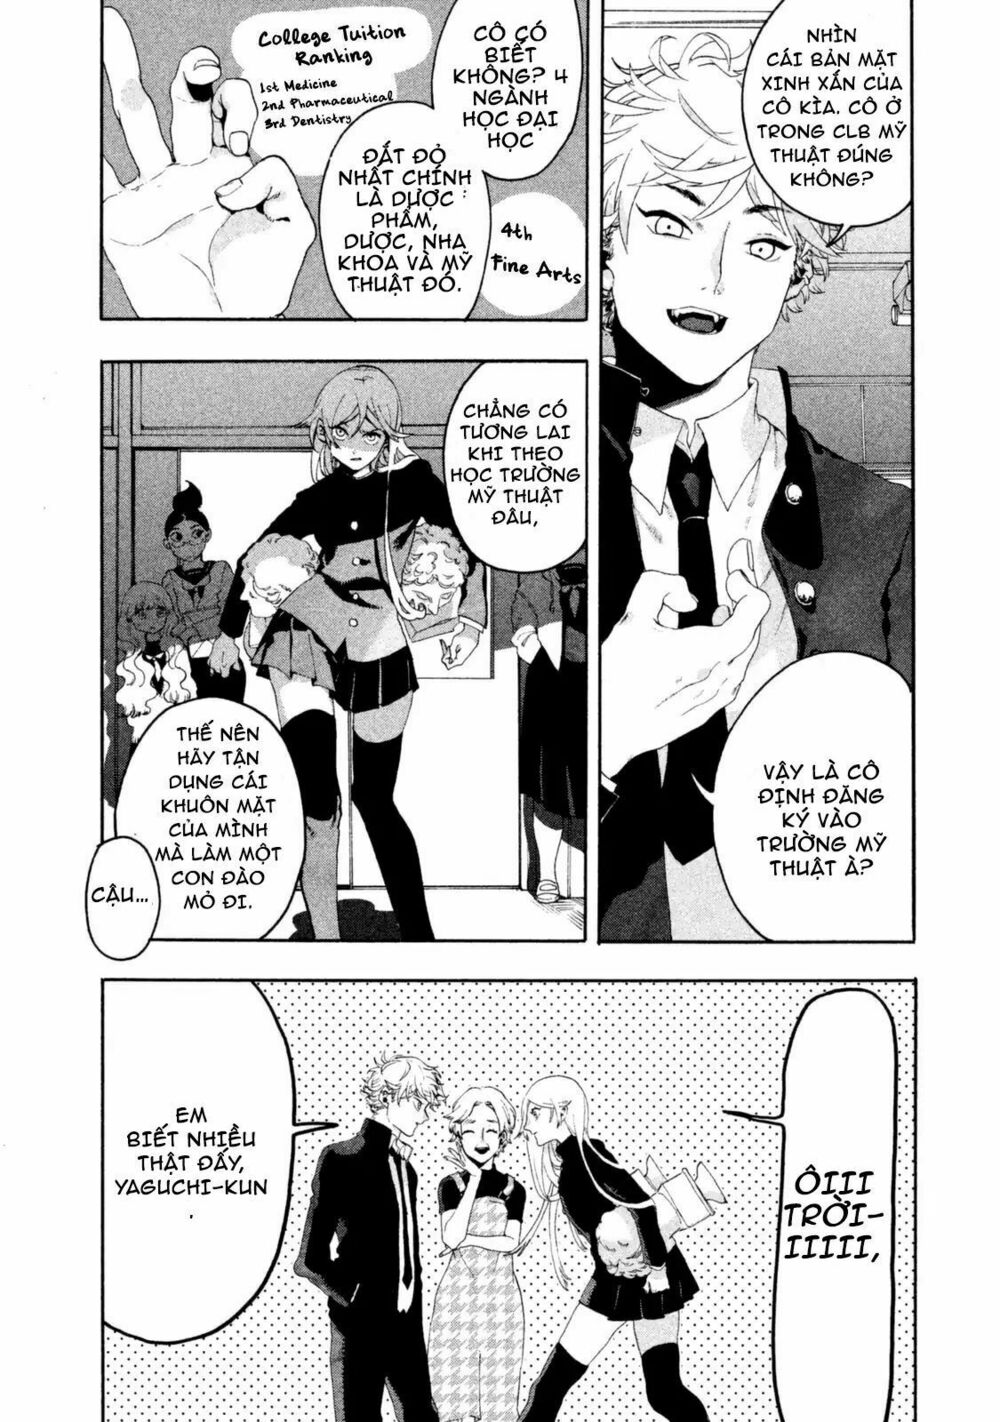 NHÌN
CÁI BẢN MẶT
XINH XẮN CỦA
CÔ KÌA. CÔ Ở
TRONG CLB MỸ
THUẬT ĐÚNG
KHÔNG?
VẬY LÀ CÔ
ĐỊNH ĐĂNG
KÝ VÀO
TRƯỜNG MỸ
THUẬT À?
CÔ CÓ
BIẾT
KHÔNG? 4
NGÀNH
HỌC ĐẠI
HỌC
ĐẮT ĐỎ
NHẤT CHÍNH
LÀ DƯỢC
PHẨM,
DƯỢC, NHA
KHOA VÀ MỸ
THUẬT ĐÓ.
College Tuition
Ranking
1st Medicine
2nd Pharmaceutical
3rd Dentistry
4th
Fine Arts
CHẲNG CÓ
TƯƠNG LAI
KHI THEO
HỌC TRƯỜNG
MỸ THUẬT
ĐÂU,
THẾ NÊN
HÃY TẬN
DỤNG CÁI
KHUÔN MẶT
CỦA MÌNH
MÀ LÀM MỘT
CON ĐÀO
MỎ ĐI.
CẬU...
ÔIII
TRỜI-
IIIII,
EM
BIẾT NHIỀU
THẬT ĐẤY,
YAGUCHI-KUN
.